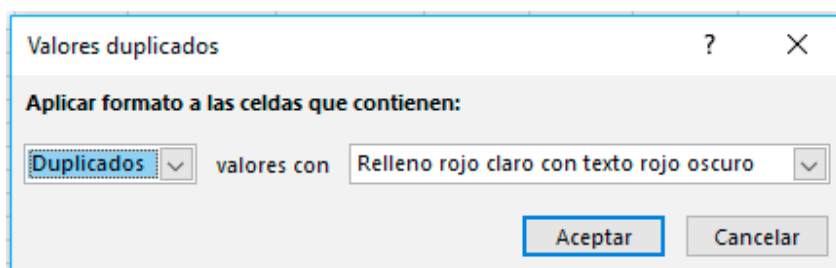 Valores duplicados ?
Aplicar formato a las celdas que contienen:
Duplicados valores con Relleno rojo claro con texto rojo oscuro
Aceptar Cancelar